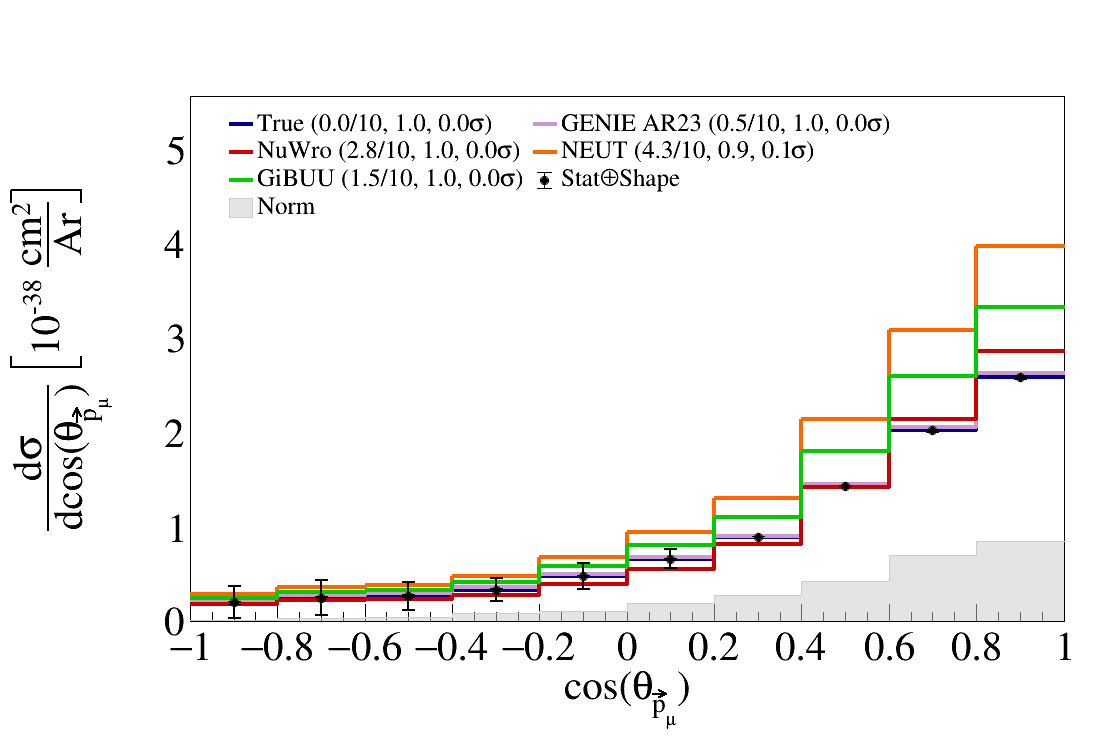 True (0.0/10, 1.0, 0.0σ) GENIE AR23 (0.5/10, 1.0, 0.0σ)
NuWro (2.8/10, 1.0, 0.0σ) NEUT (4.3/10, 0.9, 0.1σ)
GiBUU (1.5/10, 1.0, 0.0σ) Stat⊕Shape
Norm
dσ/dcos(θ_p⃗_μ) [10^-38 cm^2/Ar]
5
4
3
2
1
0
−1 −0.8 −0.6 −0.4 −0.2 0 0.2 0.4 0.6 0.8 1
cos(θ_p⃗_μ)